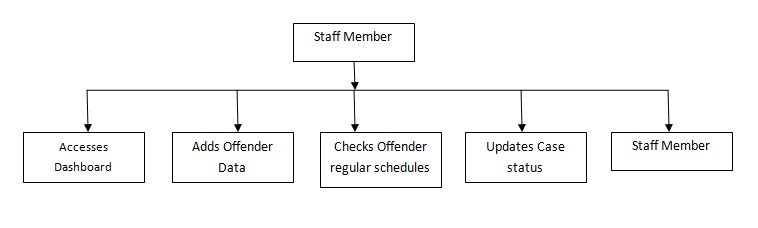 Staff Member
Accesses
Dashboard
Adds Offender
Data
Checks Offender
regular schedules
Updates Case
status
Staff Member